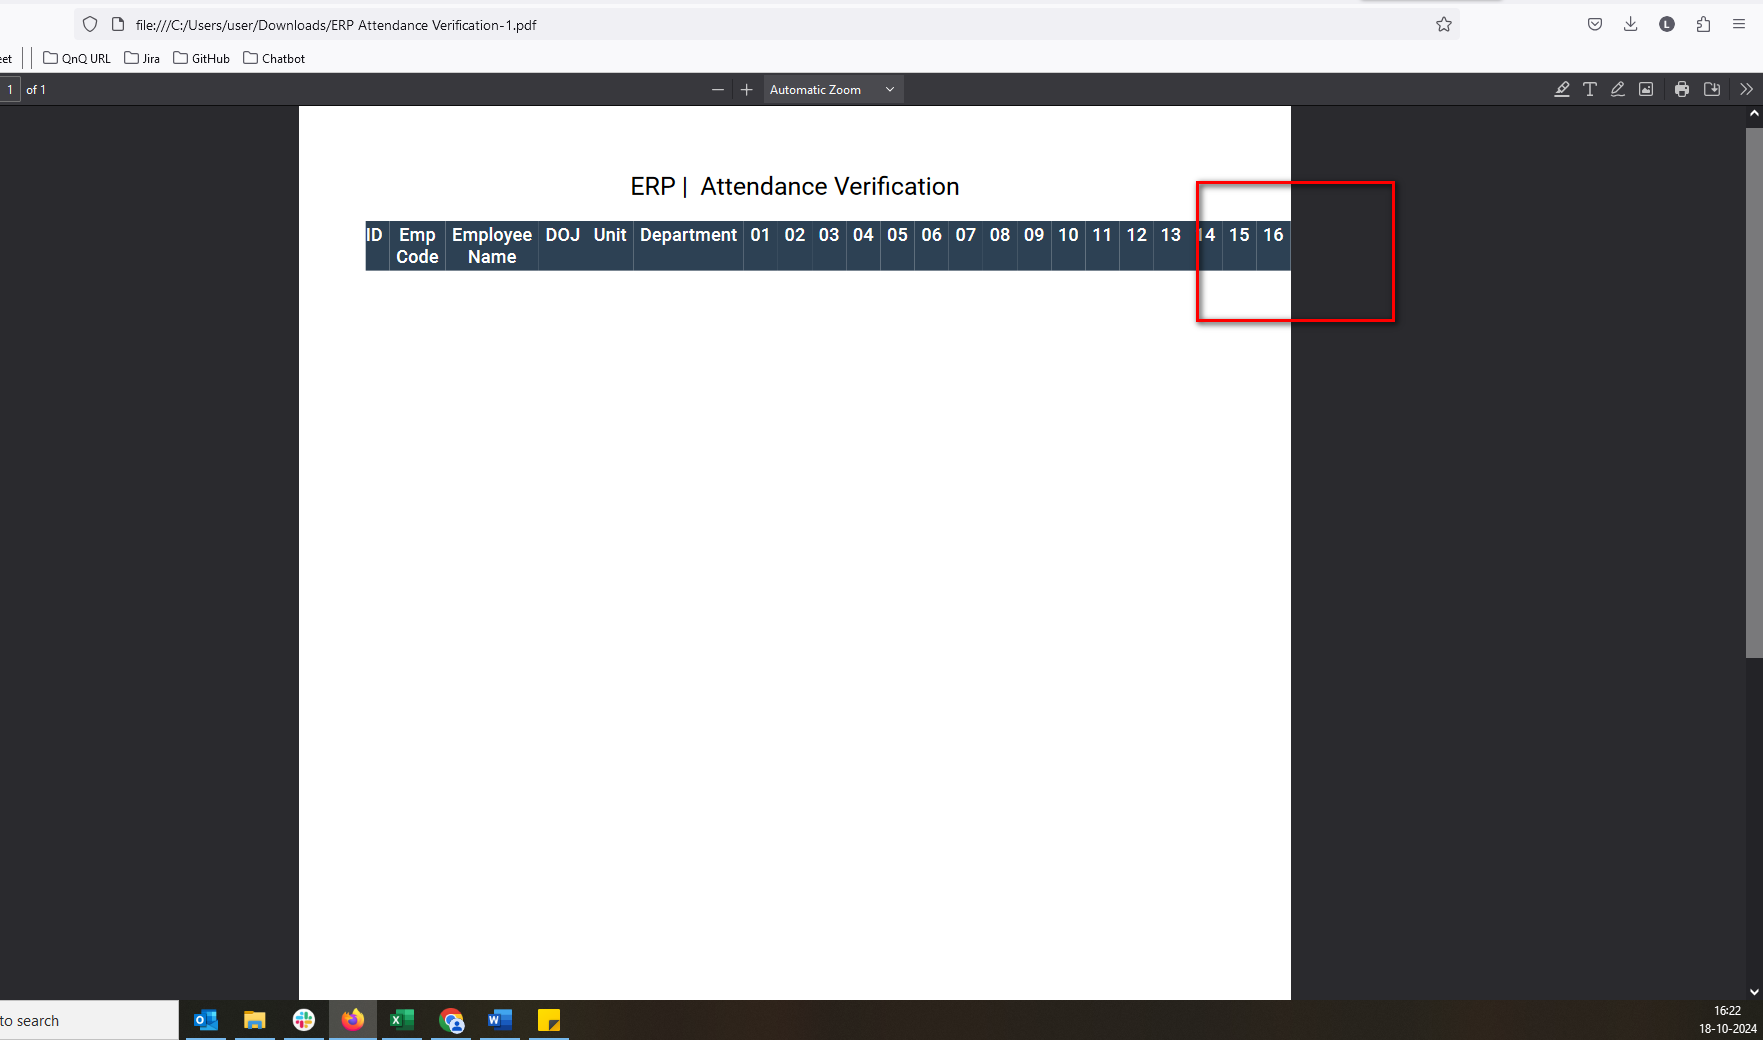 file:///C:/Users/user/Downloads/ERP Attendance Verification-1.pdf
eet QnQ URL Jira GitHub Chatbot
1 of 1 Automatic Zoom
ERP | Attendance Verification
ID Emp Code Employee Name DOJ Unit Department 01 02 03 04 05 06 07 08 09 10 11 12 13 14 15 16
to search
16:22
18-10-2024